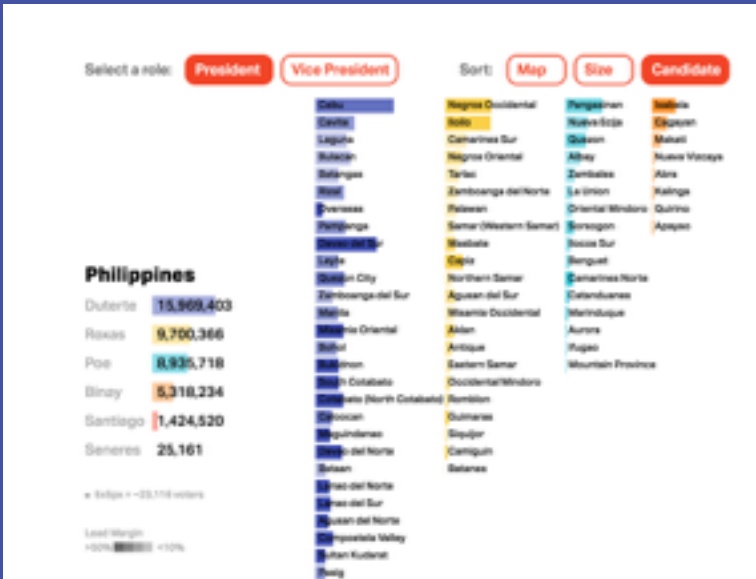 Select a role: President Vice President Sort: Map Size Candidate
Cebu
Cavite
Laguna
Bulacan
Batangas
Rizal
Overseas
Pampanga
Davao del Sur
Leyte
Quezon City
Zamboanga del Sur
Manila
Misamis Oriental
Bohol
Bukidnon
South Cotabato
Cotabato (North Cotabato)
Caloocan
Maguindanao
Davao del Norte
Bataan
Lanao del Norte
Lanao del Sur
Agusan del Norte
Compostela Valley
Sultan Kudarat
Pasig
Negros Occidental
Iloilo
Camarines Sur
Negros Oriental
Tarlac
Zamboanga del Norte
Palawan
Samar (Western Samar)
Masbate
Capiz
Northern Samar
Agusan del Sur
Misamis Occidental
Aklan
Antique
Eastern Samar
Occidental Mindoro
Romblon
Guimaras
Siquijor
Camiguin
Batanes
Pangasinan
Nueva Ecija
Quezon
Albay
Zambales
La Union
Oriental Mindoro
Sorsogon
Ilocos Sur
Benguet
Camarines Norte
Catanduanes
Marinduque
Aurora
Ifugao
Mountain Province
Isabela
Cagayan
Makati
Nueva Vizcaya
Abra
Kalinga
Quirino
Apayao
Philippines
Duterte 15,969,403
Roxas 9,700,366
Poe 8,935,718
Binay 5,318,234
Santiago 1,424,520
Seneres 25,161
voters
Lead Margin
>50% <10%